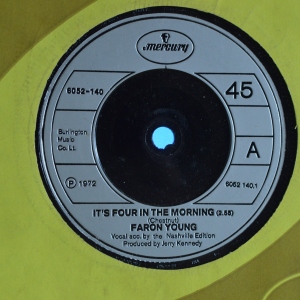 mercury
6052-140
45
Burlington
Music
Co. Lt.
A
P 1972
6052 140.1
IT'S FOUR IN THE MORNING (2.55)
(Chestnut)
FARON YOUNG
Vocal acc. by the Nashville Edition
Produced by Jerry Kennedy